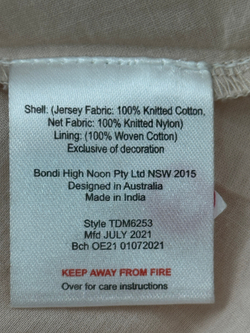 Shell: (Jersey Fabric: 100% Knitted Cotton,
Net Fabric: 100% Knitted Nylon)
Lining: (100% Woven Cotton)
Exclusive of decoration
Bondi High Noon Pty Ltd NSW 2015
Designed in Australia
Made in India
Style TDM6253
Mfd JULY 2021
Bch OE21 01072021
KEEP AWAY FROM FIRE
Over for care instructions